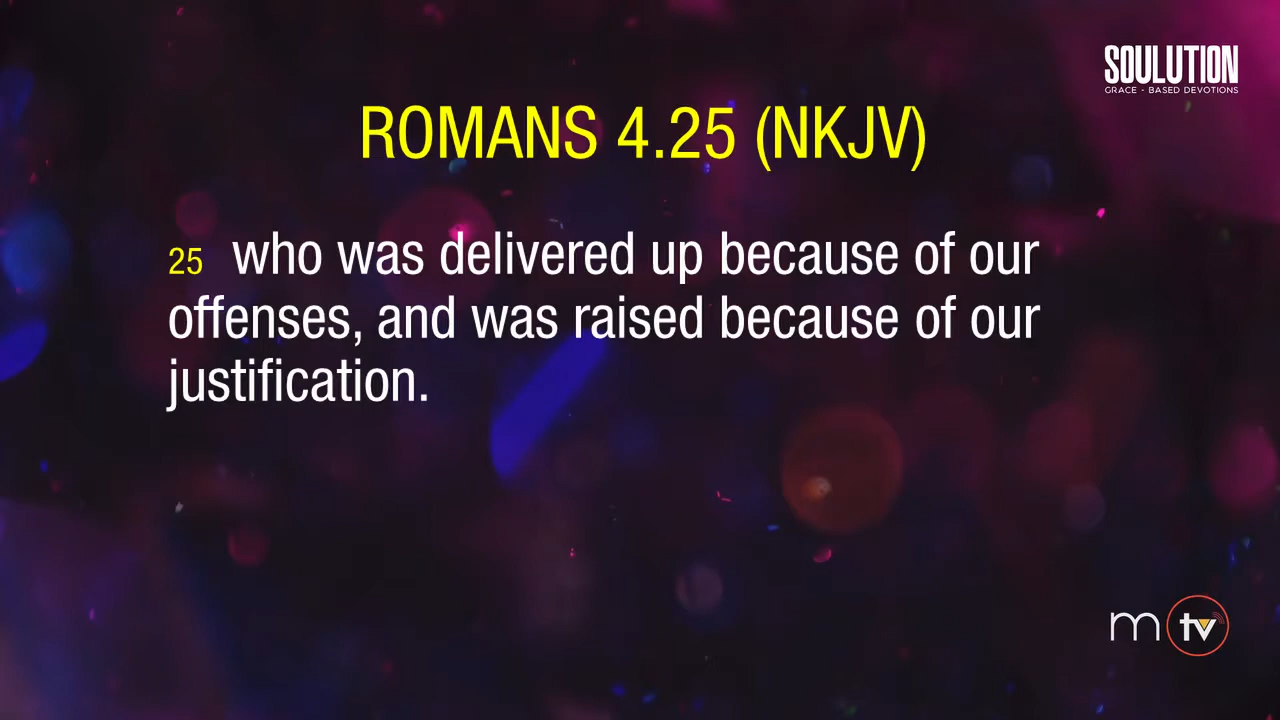 SOULUTION
GRACE - BASED DEVOTIONS
ROMANS 4.25 (NKJV)
25 who was delivered up because of our
offenses, and was raised because of our
justification.
m tv